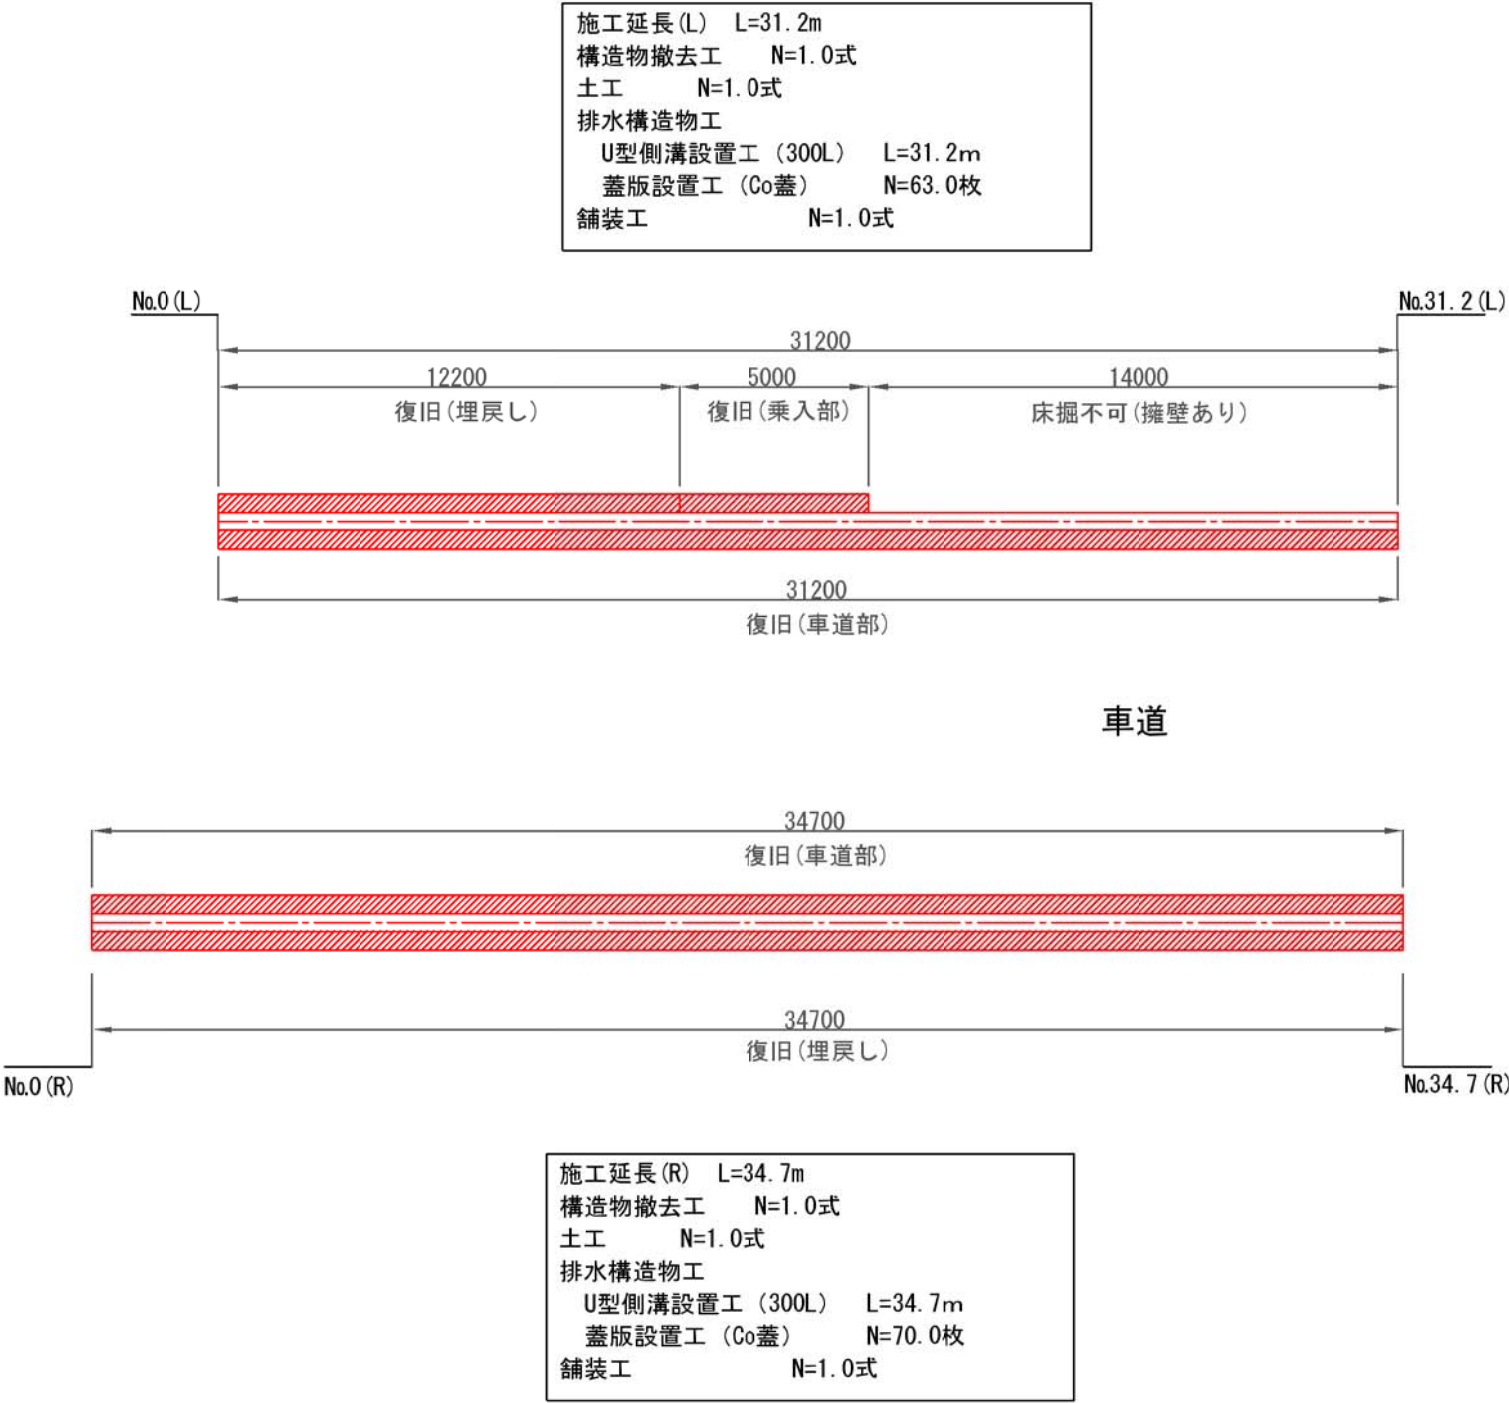 施工延長(L) L=31.2m
構造物撤去工 N=1.0式
土工 N=1.0式
排水構造物工
U型側溝設置工（300L） L=31.2m
蓋版設置工（Co蓋） N=63.0枚
舗装工 N=1.0式
No.0(L)
No.31.2(L)
31200
12200
5000
14000
復旧(埋戻し)
復旧(乗入部)
床掘不可(擁壁あり)
31200
復旧(車道部)
車道
34700
復旧(車道部)
34700
復旧(埋戻し)
No.0(R)
No.34.7(R)
施工延長(R) L=34.7m
構造物撤去工 N=1.0式
土工 N=1.0式
排水構造物工
U型側溝設置工（300L） L=34.7m
蓋版設置工（Co蓋） N=70.0枚
舗装工 N=1.0式